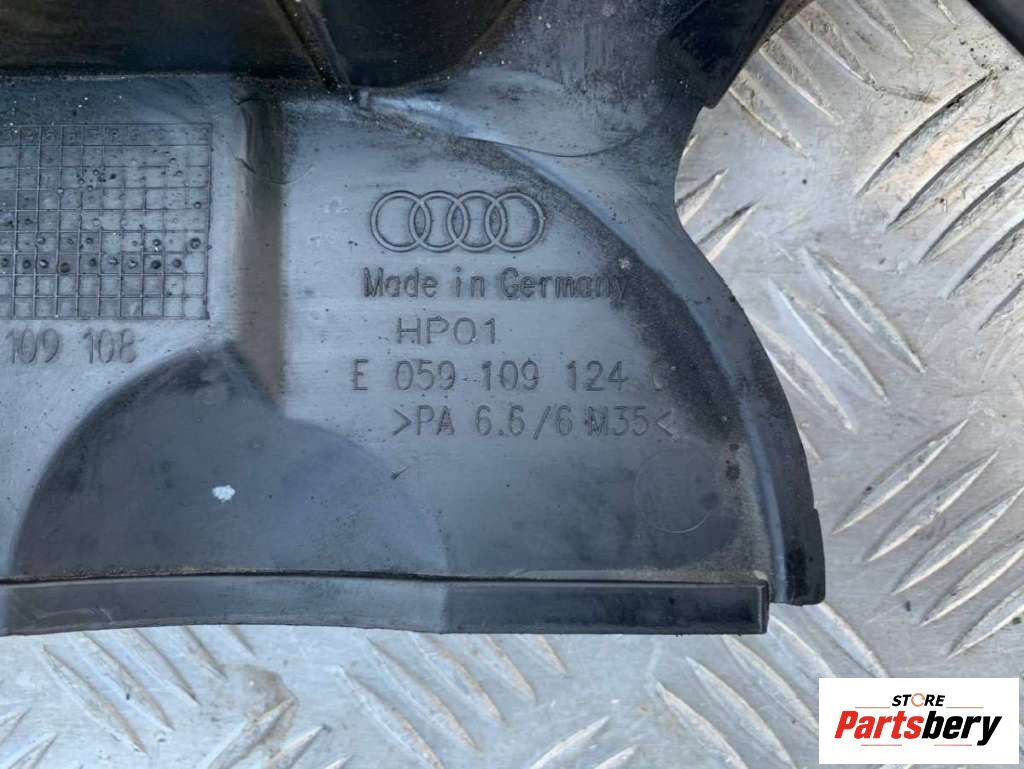 Made in Germany
HP01
109 108
E 059 109 124
>PA 6.6/6 M35<
STORE
Partsbery